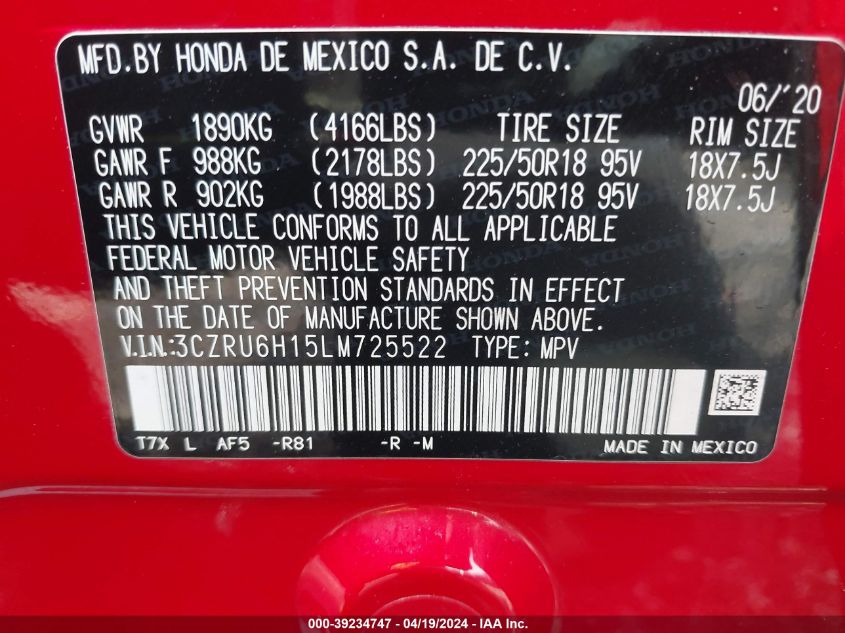 MFD.BY HONDA DE MEXICO S.A. DE C.V.
06/'20
GVWR 1890KG (4166LBS) TIRE SIZE RIM SIZE
GAWR F 988KG (2178LBS) 225/50R18 95V 18X7.5J
GAWR R 902KG (1988LBS) 225/50R18 95V 18X7.5J
THIS VEHICLE CONFORMS TO ALL APPLICABLE
FEDERAL MOTOR VEHICLE SAFETY
AND THEFT PREVENTION STANDARDS IN EFFECT
ON THE DATE OF MANUFACTURE SHOWN ABOVE.
V.I.N.:3CZRU6H15LM725522 TYPE: MPV
T7X L AF5 -R81 -R -M MADE IN MEXICO
000-39234747 - 04/19/2024 - IAA Inc.